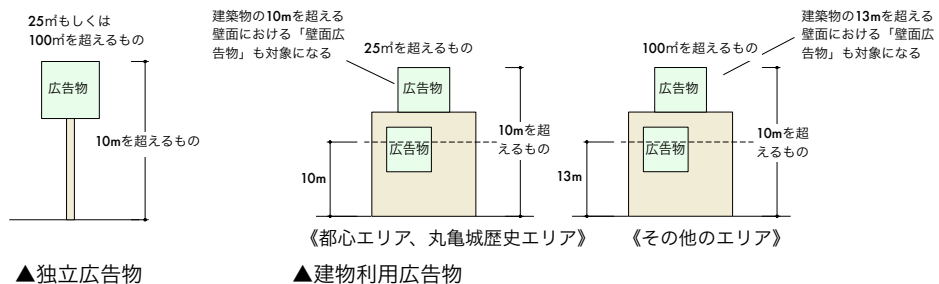 25㎡もしくは
100㎡を超えるもの
広告物
10mを超えるもの
▲独立広告物
建築物の10mを超える
壁面における「壁面広
告物」も対象になる
25㎡を超えるもの
広告物
広告物
10m
10mを超
えるもの
《都心エリア、丸亀城歴史エリア》
建築物の13mを超える
壁面における「壁面広
告物」も対象になる
100㎡を超えるもの
広告物
広告物
13m
10mを超
えるもの
《その他のエリア》
▲建物利用広告物